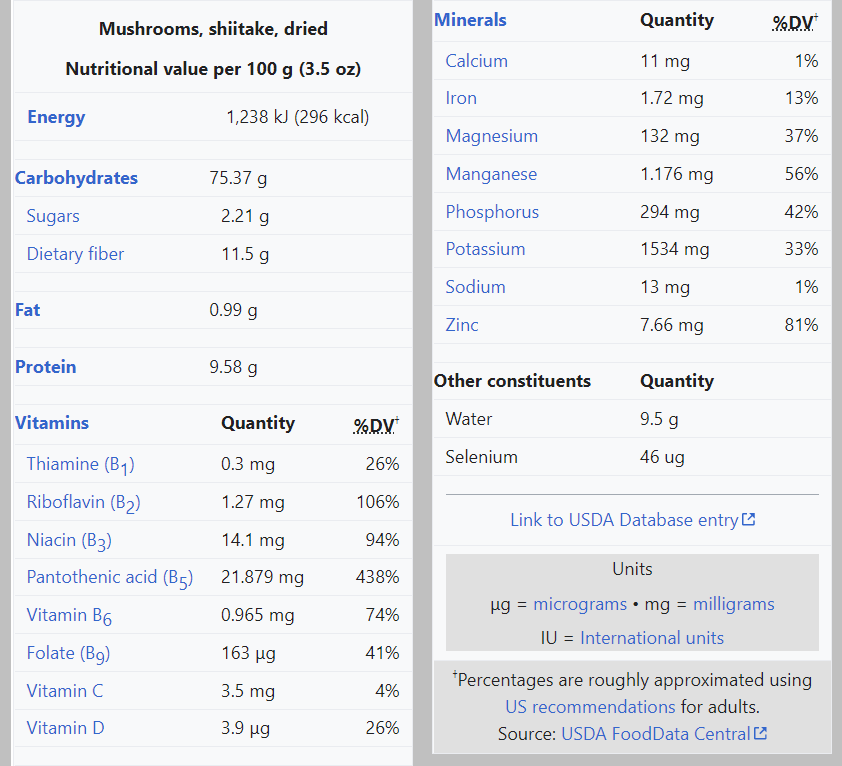 Mushrooms, shiitake, dried
Nutritional value per 100 g (3.5 oz)
Energy 1,238 kJ (296 kcal)
Carbohydrates 75.37 g
Sugars 2.21 g
Dietary fiber 11.5 g
Fat 0.99 g
Protein 9.58 g
Vitamins Quantity %DV†
Thiamine (B1) 0.3 mg 26%
Riboflavin (B2) 1.27 mg 106%
Niacin (B3) 14.1 mg 94%
Pantothenic acid (B5) 21.879 mg 438%
Vitamin B6 0.965 mg 74%
Folate (B9) 163 μg 41%
Vitamin C 3.5 mg 4%
Vitamin D 3.9 μg 26%
Minerals Quantity %DV†
Calcium 11 mg 1%
Iron 1.72 mg 13%
Magnesium 132 mg 37%
Manganese 1.176 mg 56%
Phosphorus 294 mg 42%
Potassium 1534 mg 33%
Sodium 13 mg 1%
Zinc 7.66 mg 81%
Other constituents Quantity
Water 9.5 g
Selenium 46 ug
Link to USDA Database entry
Units
μg = micrograms • mg = milligrams
IU = International units
†Percentages are roughly approximated using
US recommendations for adults.
Source: USDA FoodData Central